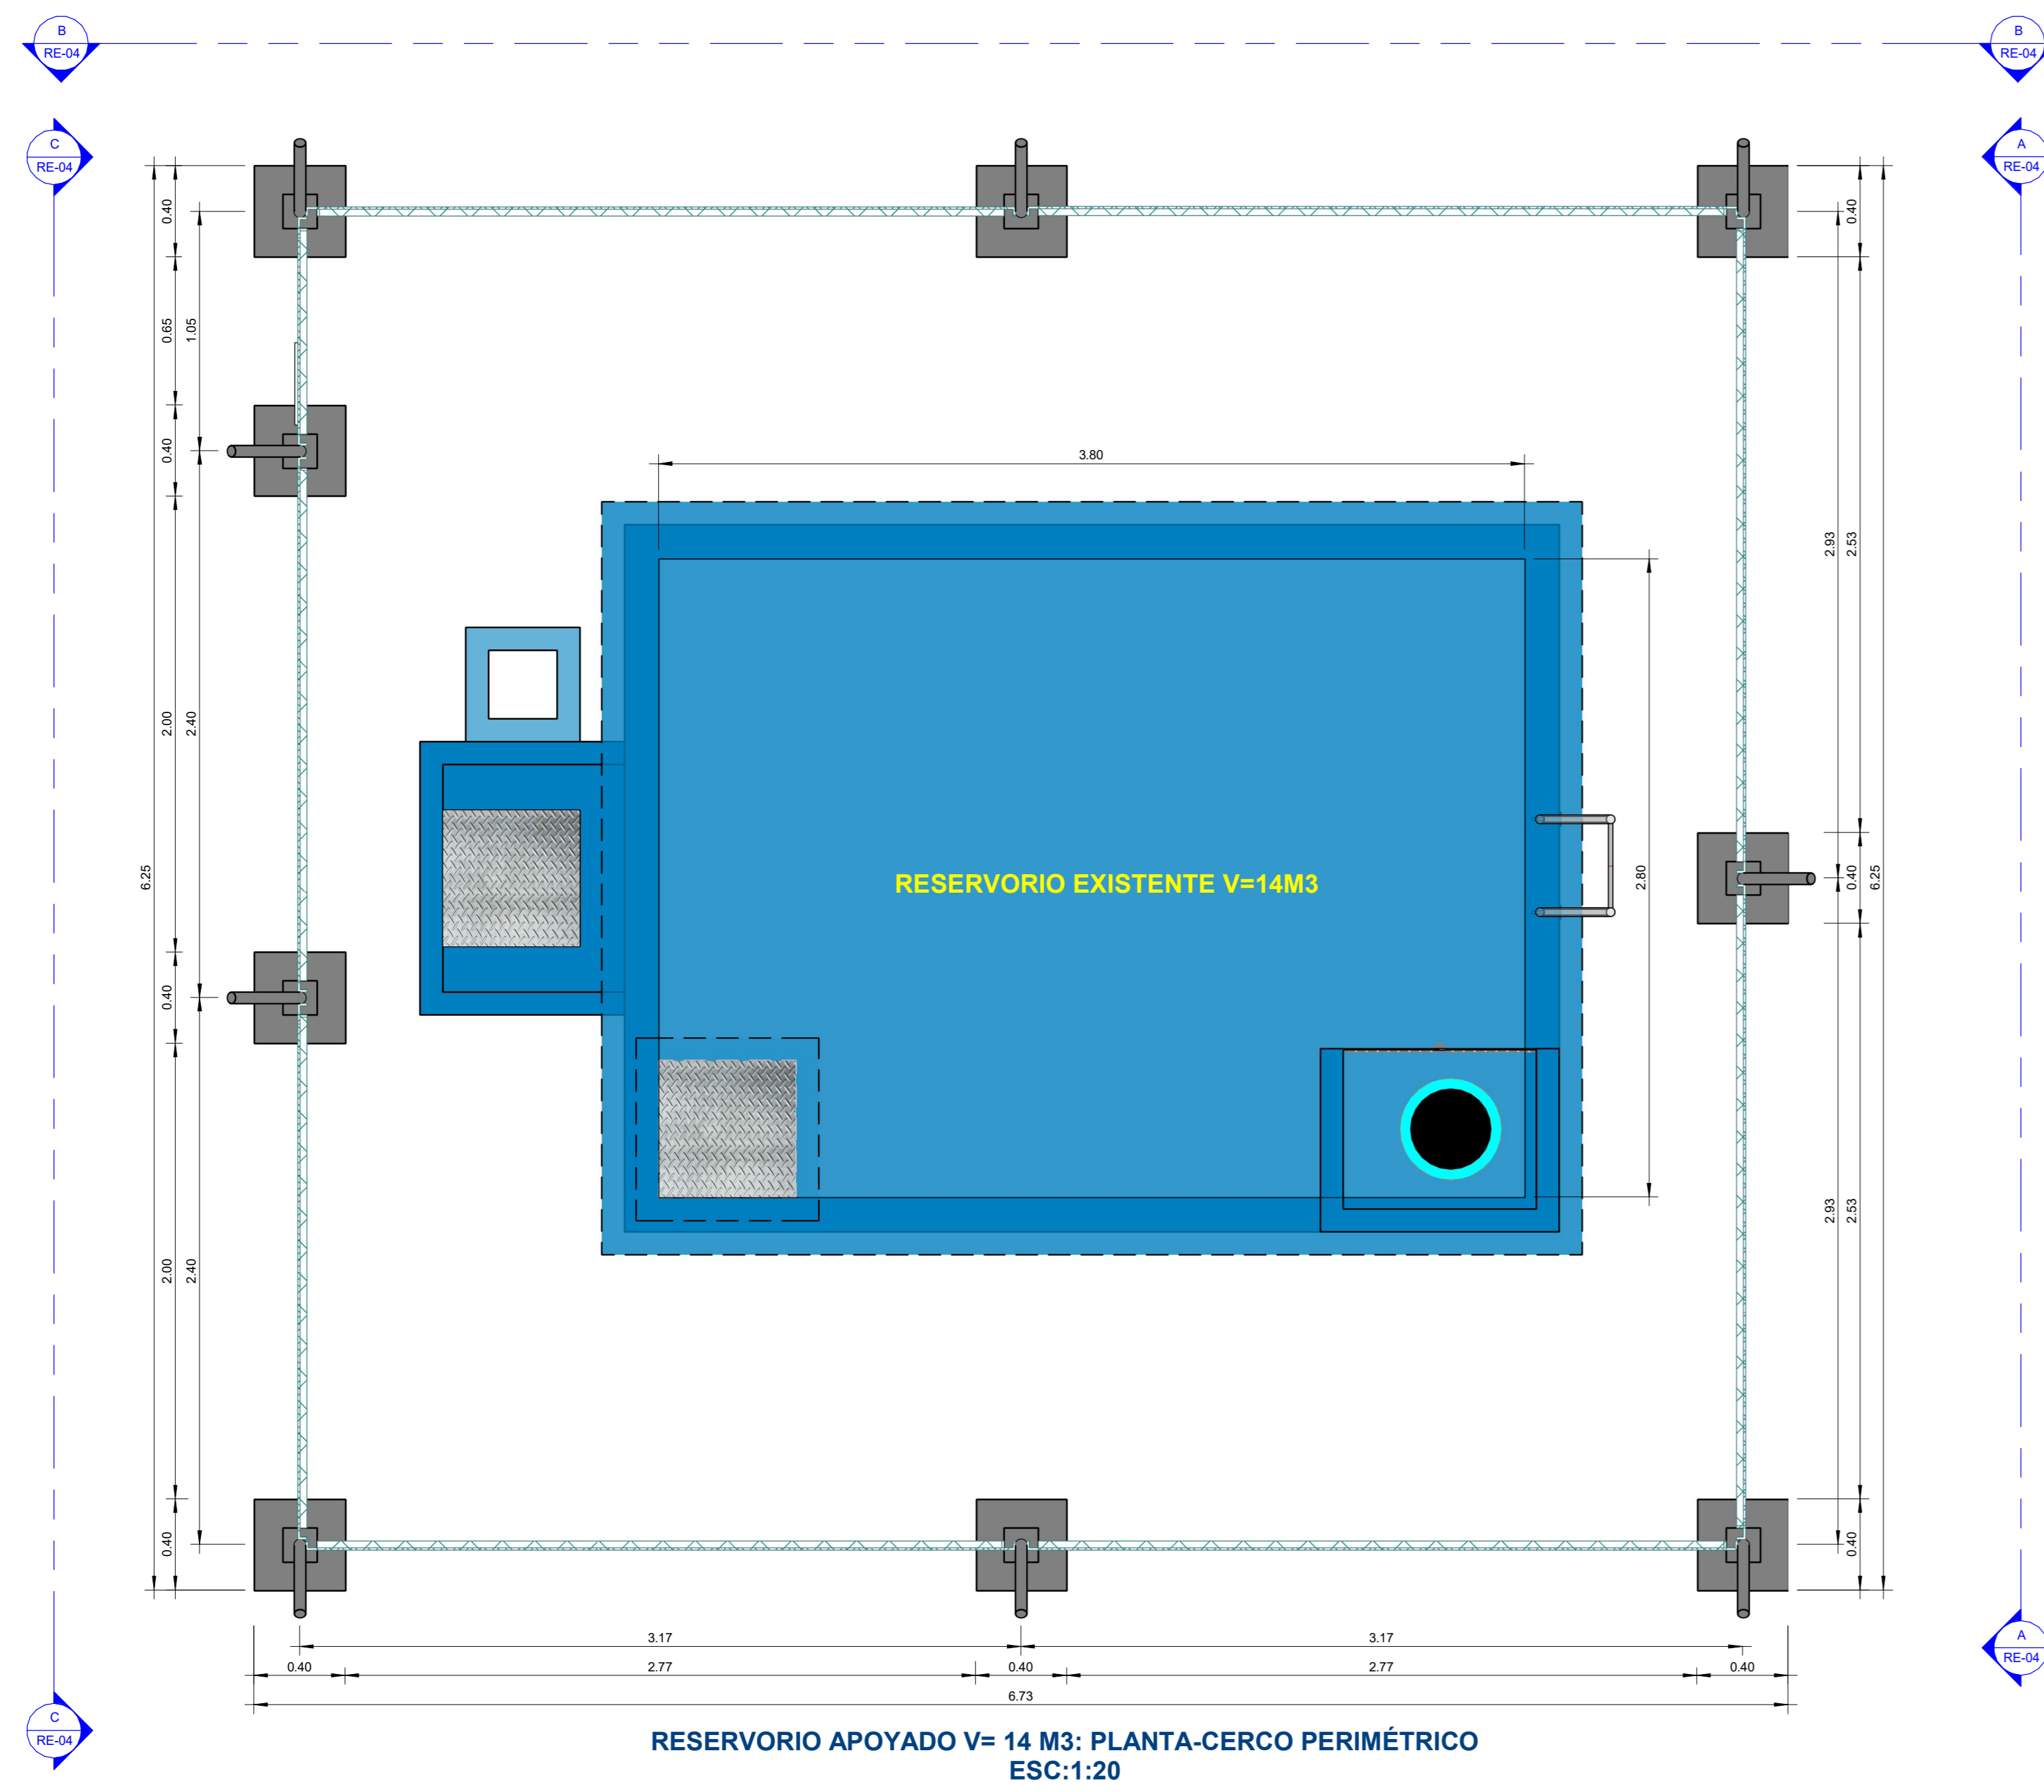 B
RE-04
B
RE-04
C
RE-04
A
RE-04
0.40
0.65
1.05
0.40
2.00
2.40
6.25
0.40
2.00
2.40
0.40
3.80
2.80
RESERVORIO EXISTENTE V=14M3
0.40
2.93
2.53
0.40
6.25
2.93
2.53
0.40
3.17
3.17
0.40
2.77
0.40
2.77
0.40
6.73
A
RE-04
C
RE-04
RESERVORIO APOYADO V= 14 M3: PLANTA-CERCO PERIMÉTRICO
ESC:1:20